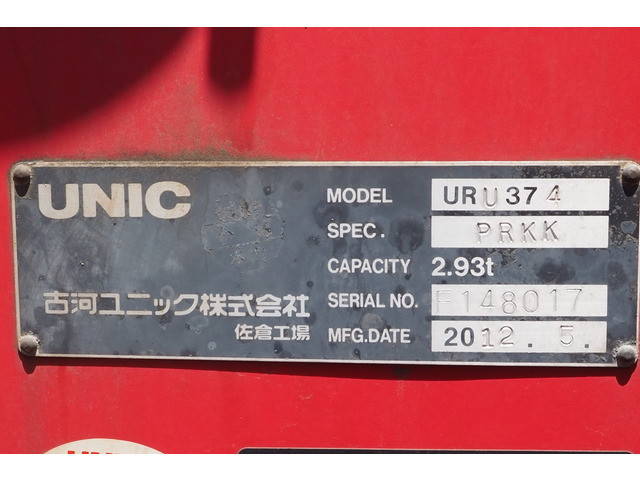 UNIC
MODEL URU374
SPEC. PRKK
CAPACITY 2.93t
古河ユニック株式会社
佐倉工場
SERIAL NO. F148017
MFG.DATE 2012.5.